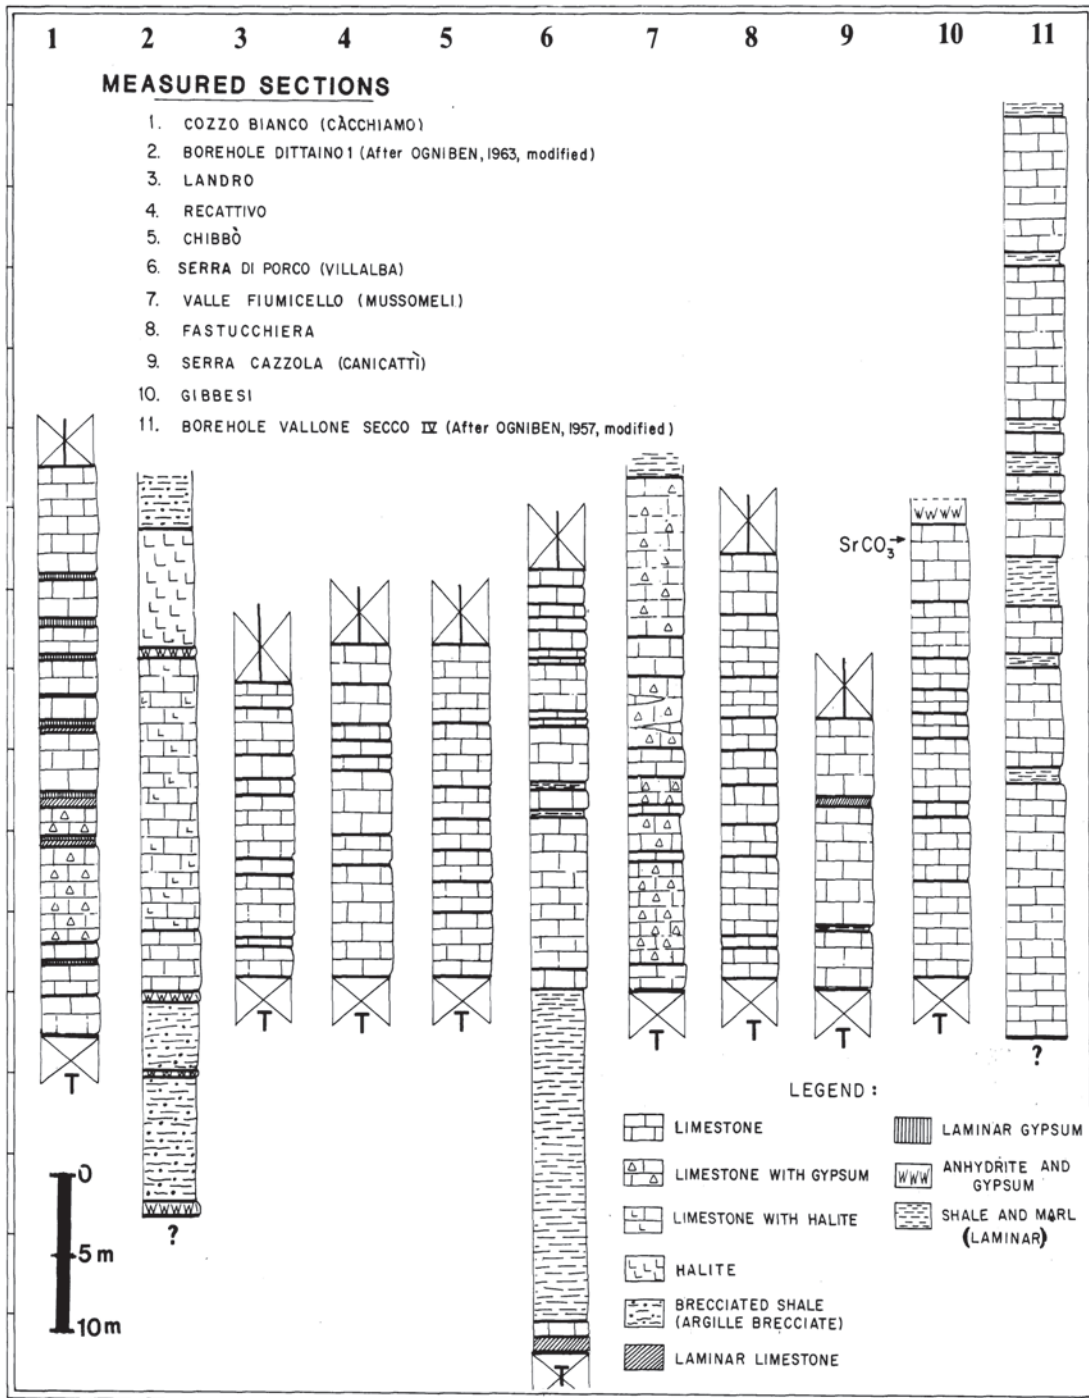 1 2 3 4 5 6 7 8 9 10 11
MEASURED SECTIONS
1. COZZO BIANCO (CÀCCHIAMO)
2. BOREHOLE DITTAINO 1 (After OGNIBEN, 1963, modified)
3. LANDRO
4. RECATTIVO
5. CHIBBÒ
6. SERRA DI PORCO (VILLALBA)
7. VALLE FIUMICELLO (MUSSOMELI)
8. FASTUCCHIERA
9. SERRA CAZZOLA (CANICATTÌ)
10. GIBBESI
11. BOREHOLE VALLONE SECCO IV (After OGNIBEN, 1957, modified)
SrCO3
T
?
T
T
T
T
T
T
T
T
?
0
5 m
10 m
LEGEND :
LIMESTONE
LIMESTONE WITH GYPSUM
LIMESTONE WITH HALITE
HALITE
BRECCIATED SHALE
(ARGILLE BRECCIATE)
LAMINAR LIMESTONE
LAMINAR GYPSUM
ANHYDRITE AND
GYPSUM
SHALE AND MARL
(LAMINAR)